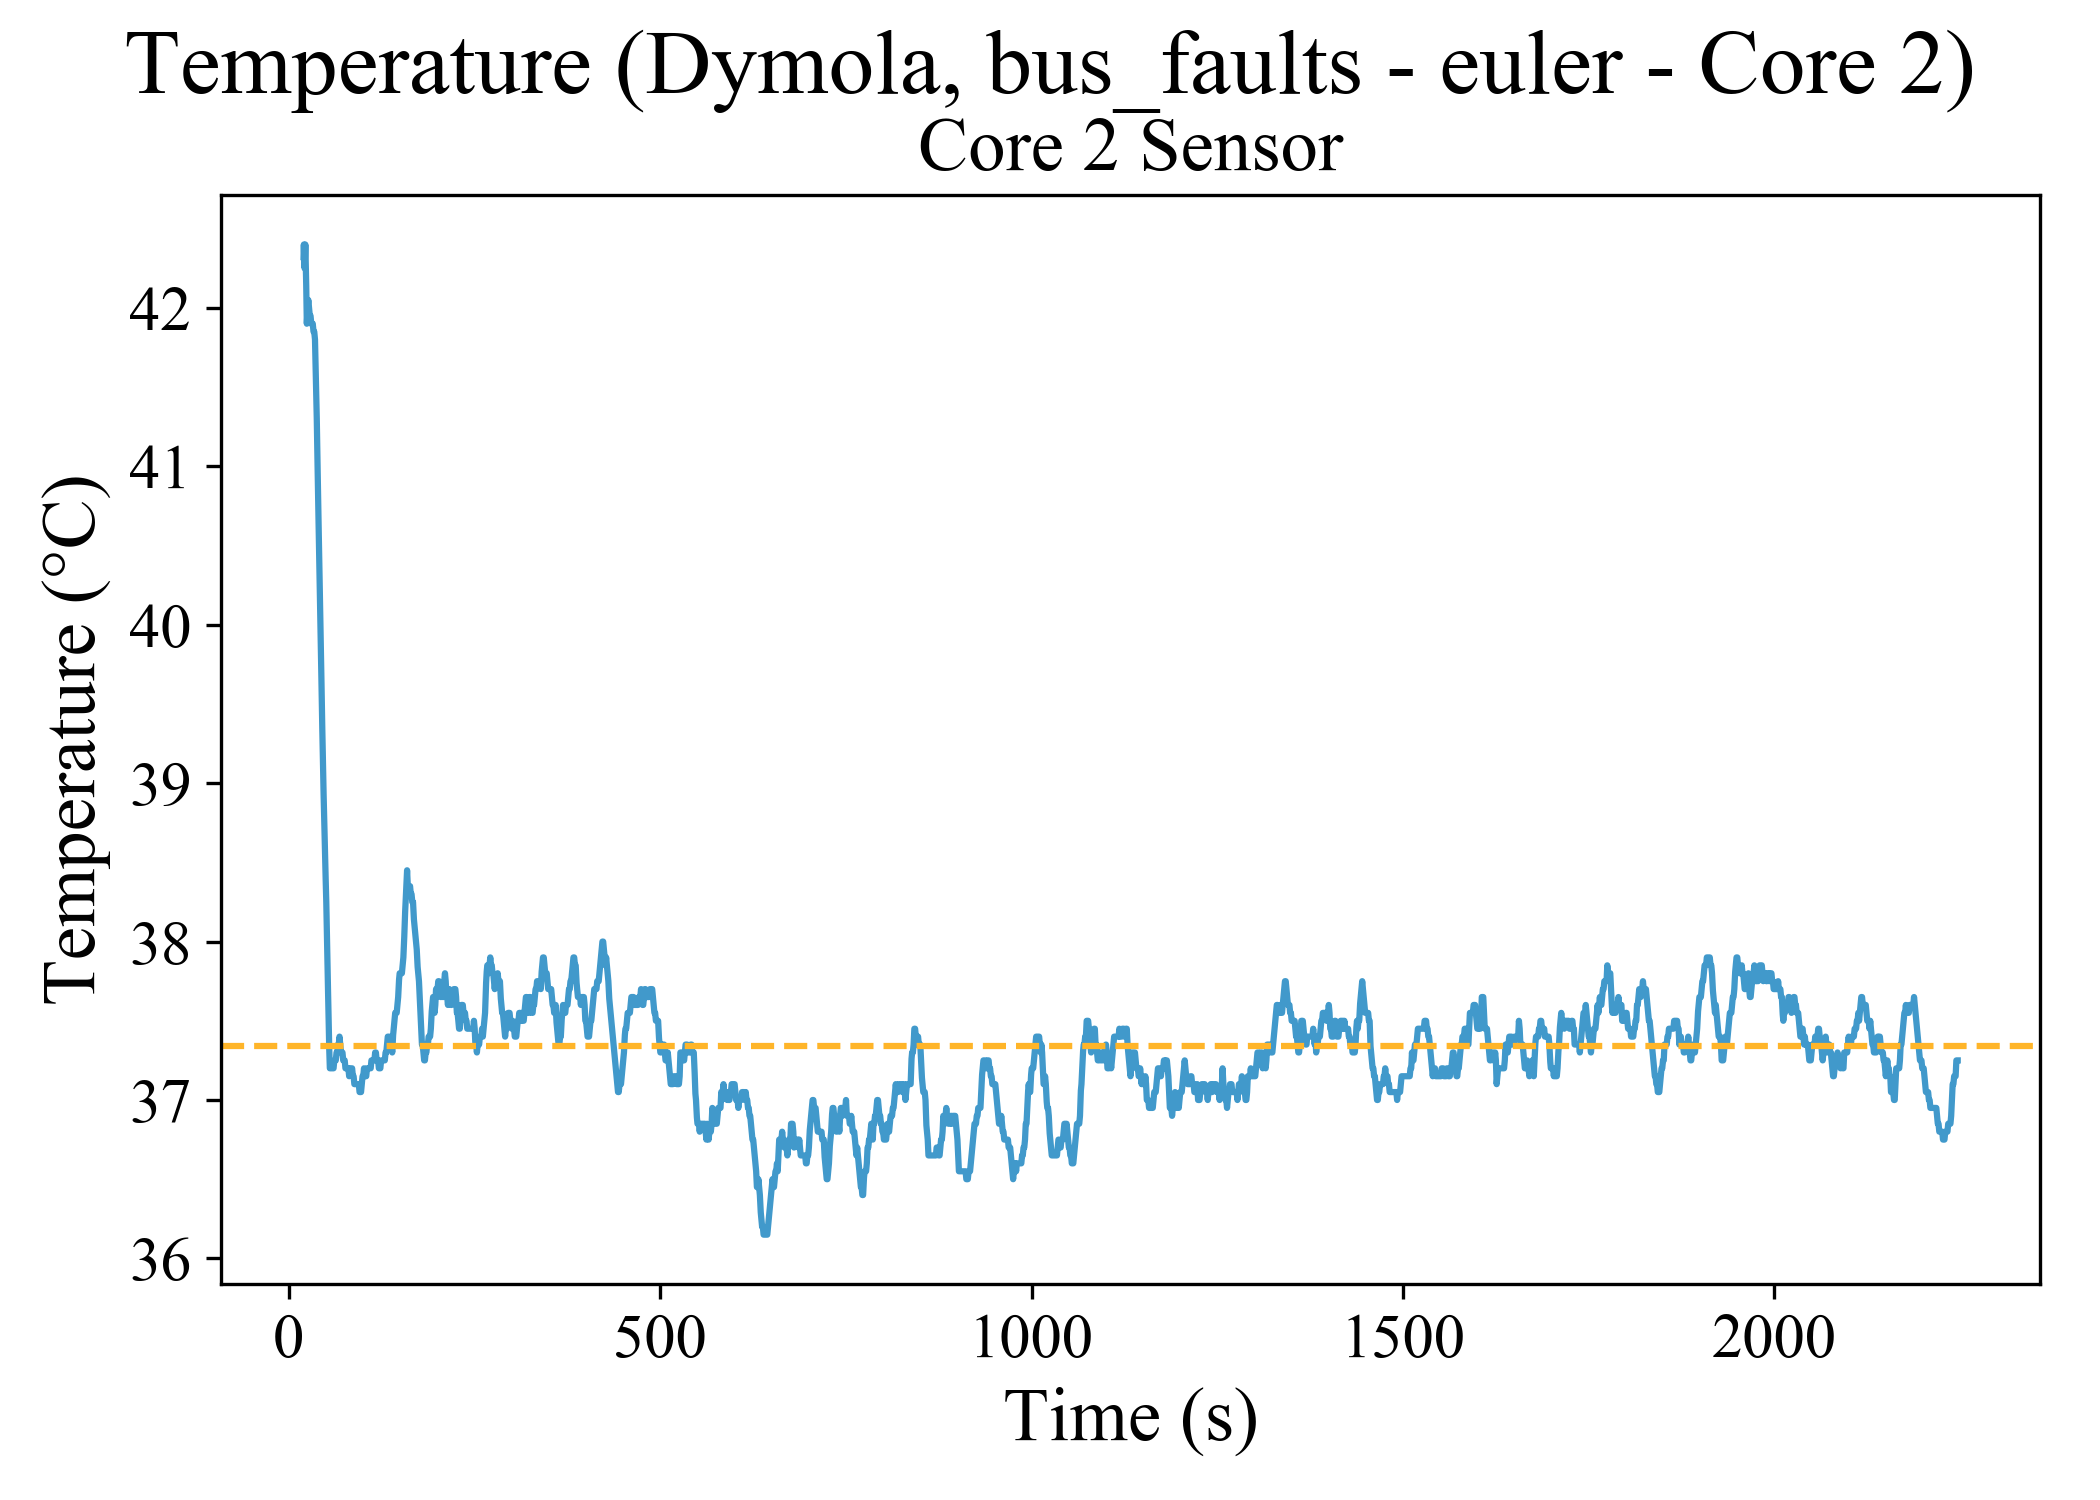 Temperature (Dymola, bus_faults - euler - Core 2)
Core 2 Sensor
42
41
40
39
38
37
36
Temperature (°C)
0 500 1000 1500 2000
Time (s)